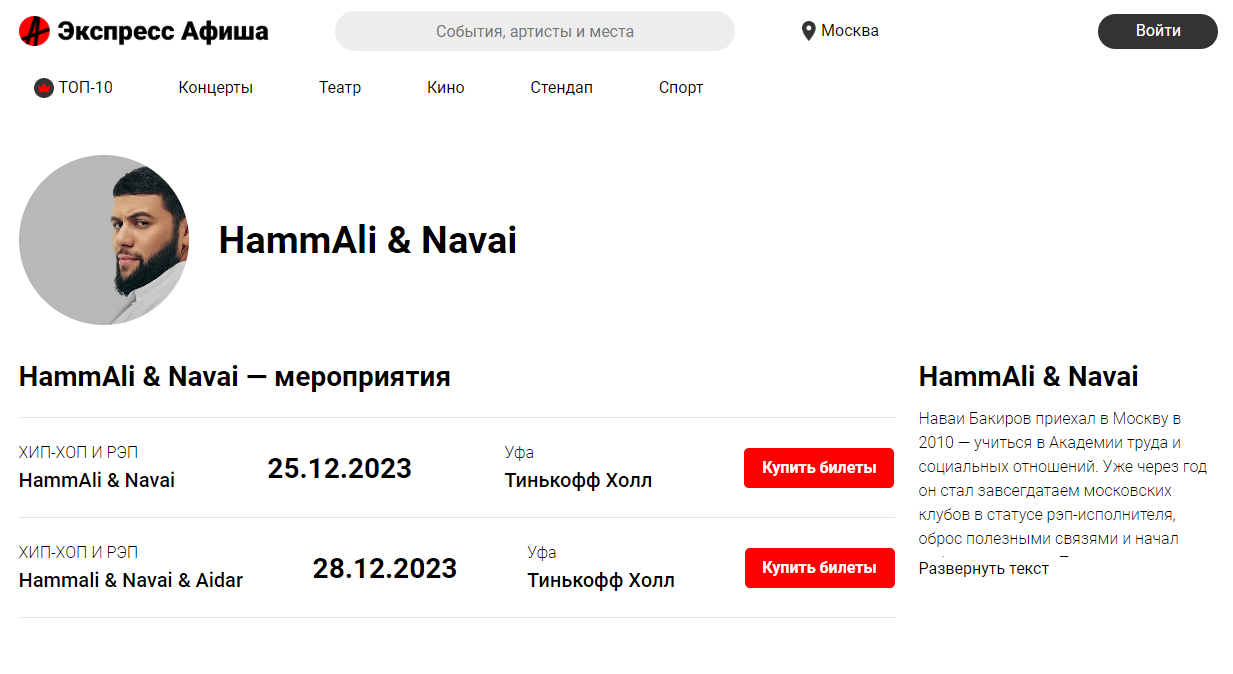 Экспресс Афиша
События, артисты и места
Москва
Войти
ТОП-10
Концерты
Театр
Кино
Стендап
Спорт
HammAli & Navai
HammAli & Navai — мероприятия
ХИП-ХОП И РЭП
HammAli & Navai
25.12.2023
Уфа
Тинькофф Холл
Купить билеты
ХИП-ХОП И РЭП
Hammali & Navai & Aidar
28.12.2023
Уфа
Тинькофф Холл
Купить билеты
HammAli & Navai
Наваи Бакиров приехал в Москву в
2010 — учиться в Академии труда и
социальных отношений. Уже через год
он стал завсегдатаем московских
клубов в статусе рэп-исполнителя,
оброс полезными связями и начал
Развернуть текст